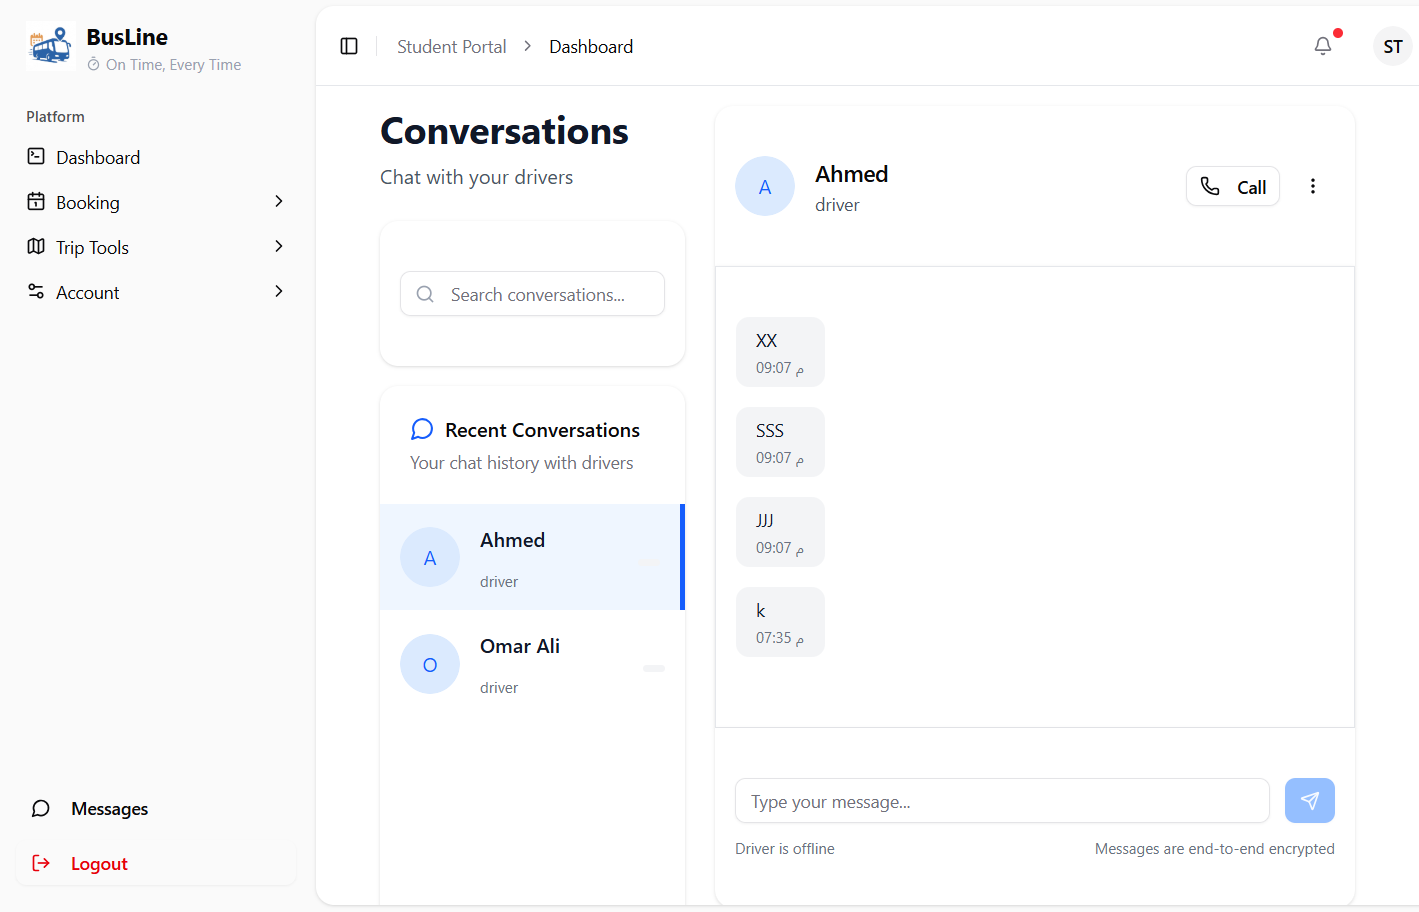 BusLine
On Time, Every Time
Platform
Dashboard
Booking
Trip Tools
Account
Messages
Logout
Student Portal > Dashboard
ST
Conversations
Chat with your drivers
Search conversations...
Recent Conversations
Your chat history with drivers
A
Ahmed
driver
O
Omar Ali
driver
A
Ahmed
driver
Call
XX
09:07 م
SSS
09:07 م
JJJ
09:07 م
k
07:35 م
Type your message...
Driver is offline
Messages are end-to-end encrypted